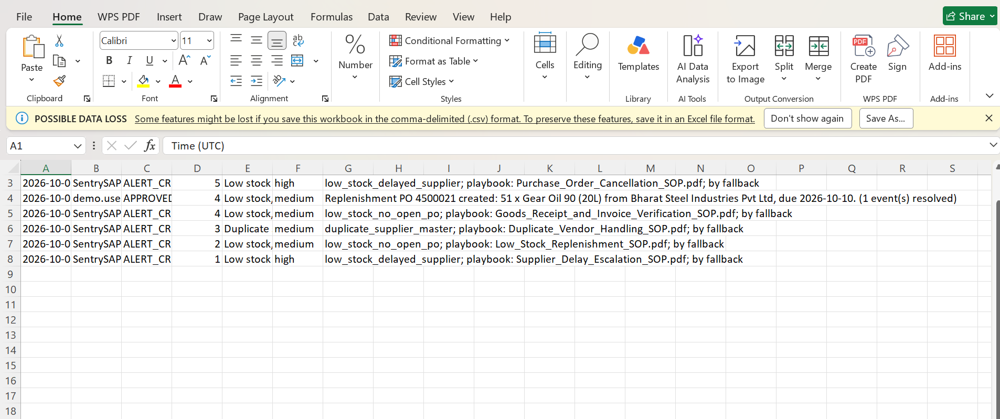 File Home WPS PDF Insert Draw Page Layout Formulas Data Review View Help Share
Paste
Clipboard
Calibri 11
B I U A A
A
Font
ab
c
Alignment
%
Number
Conditional Formatting
Format as Table
Cell Styles
Styles
Cells
Editing
Templates
Library
AI Data
Analysis
AI Tools
Export
to Image
Split
Merge
Output Conversion
PDF
Create
PDF
Sign
WPS PDF
Add-ins
Add-ins
POSSIBLE DATA LOSS Some features might be lost if you save this workbook in the comma-delimited (.csv) format. To preserve these features, save it in an Excel file format. Don't show again Save As...
A1 fx Time (UTC)
A B C D E F G H I J K L M N O P Q R S
3 2026-10-0 SentrySAP ALERT_CR 5 Low stock high low_stock_delayed_supplier; playbook: Purchase_Order_Cancellation_SOP.pdf; by fallback
4 2026-10-0 demo.use APPROVED 4 Low stock, medium Replenishment PO 4500021 created: 51 x Gear Oil 90 (20L) from Bharat Steel Industries Pvt Ltd, due 2026-10-10. (1 event(s) resolved)
5 2026-10-0 SentrySAP ALERT_CR 4 Low stock, medium low_stock_no_open_po; playbook: Goods_Receipt_and_Invoice_Verification_SOP.pdf; by fallback
6 2026-10-0 SentrySAP ALERT_CR 3 Duplicate medium duplicate_supplier_master; playbook: Duplicate_Vendor_Handling_SOP.pdf; by fallback
7 2026-10-0 SentrySAP ALERT_CR 2 Low stock, medium low_stock_no_open_po; playbook: Low_Stock_Replenishment_SOP.pdf; by fallback
8 2026-10-0 SentrySAP ALERT_CR 1 Low stock high low_stock_delayed_supplier; playbook: Supplier_Delay_Escalation_SOP.pdf; by fallback
9
10
11
12
13
14
15
16
17
18